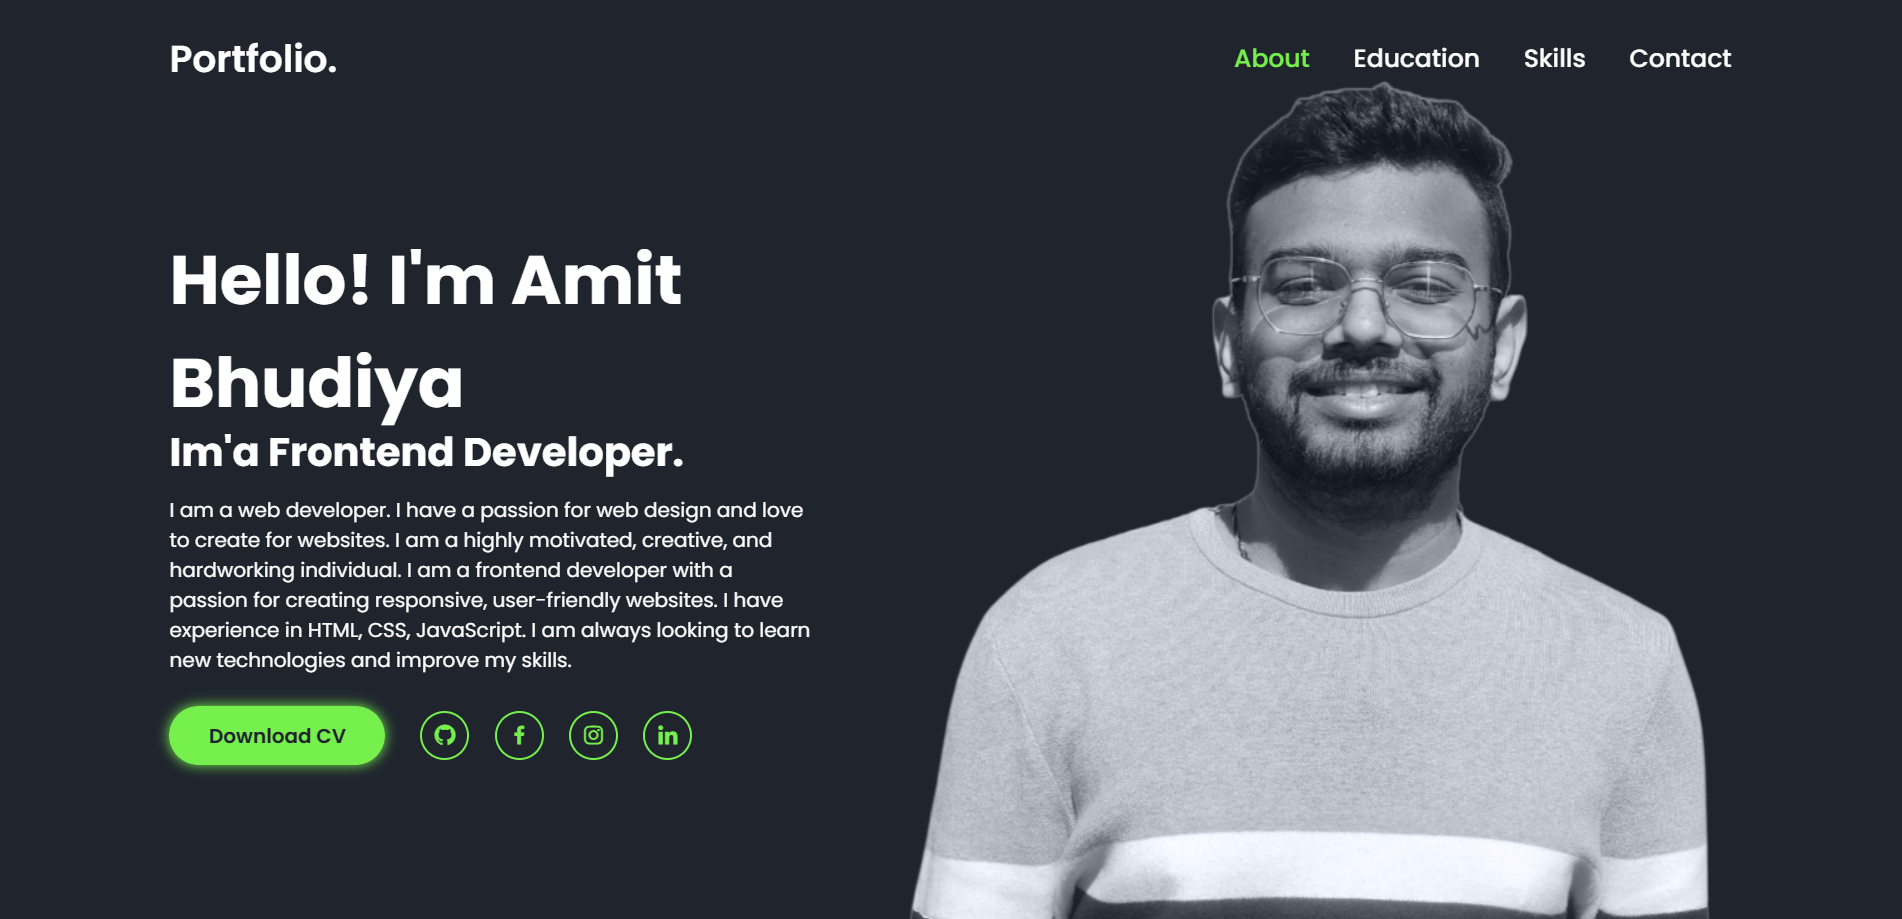 Portfolio.
About Education Skills Contact
Hello! I'm Amit
Bhudiya
Im'a Frontend Developer.
I am a web developer. I have a passion for web design and love
to create for websites. I am a highly motivated, creative, and
hardworking individual. I am a frontend developer with a
passion for creating responsive, user-friendly websites. I have
experience in HTML, CSS, JavaScript. I am always looking to learn
new technologies and improve my skills.
Download CV